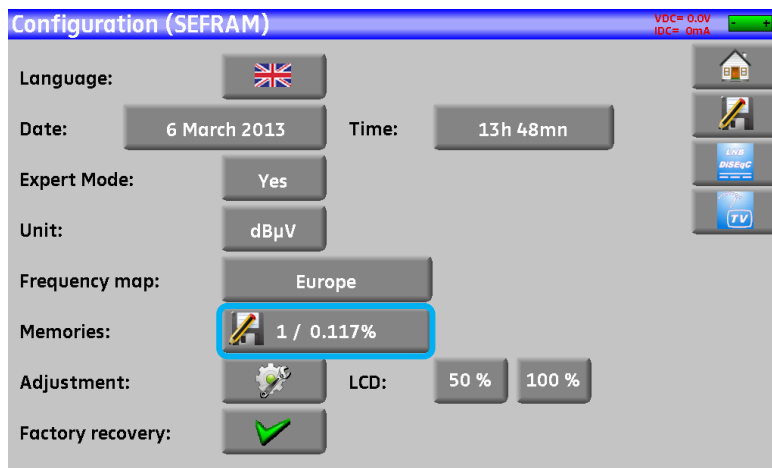 Configuration (SEFRAM)
VDC= 0.0V
IDC= 0mA
- +
Language:
Date: 6 March 2013 Time: 13h 48mn
LNB
DiSEqC
Expert Mode: Yes
TV
Unit: dBµV
Frequency map: Europe
Memories: 1 / 0.117%
Adjustment: LCD: 50 % 100 %
Factory recovery: